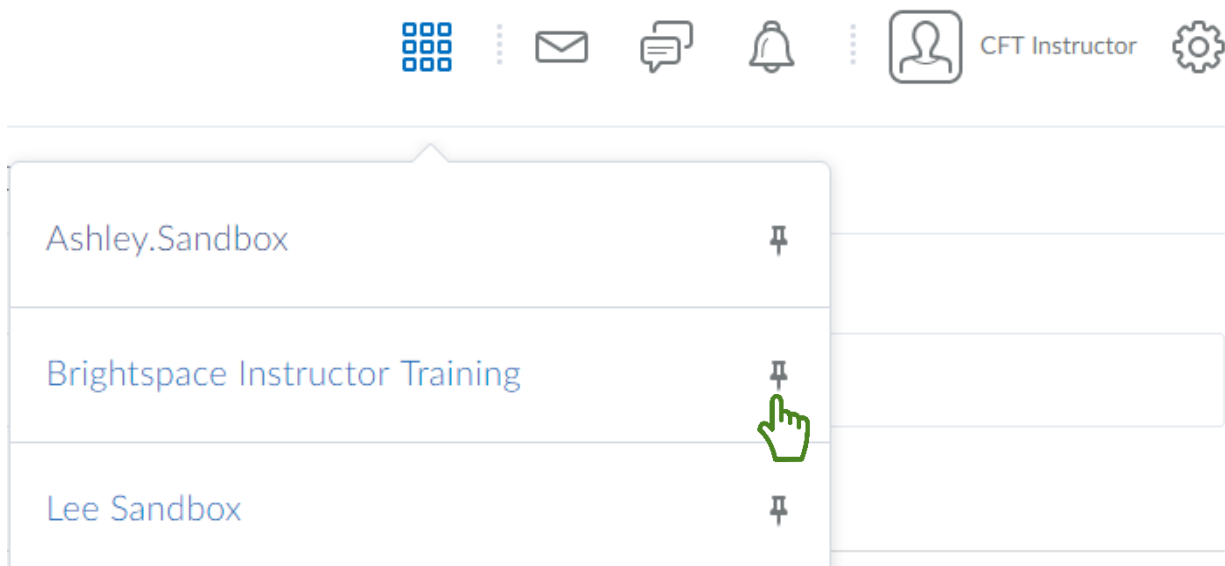 CFT Instructor
Ashley.Sandbox
Brightspace Instructor Training
Lee Sandbox